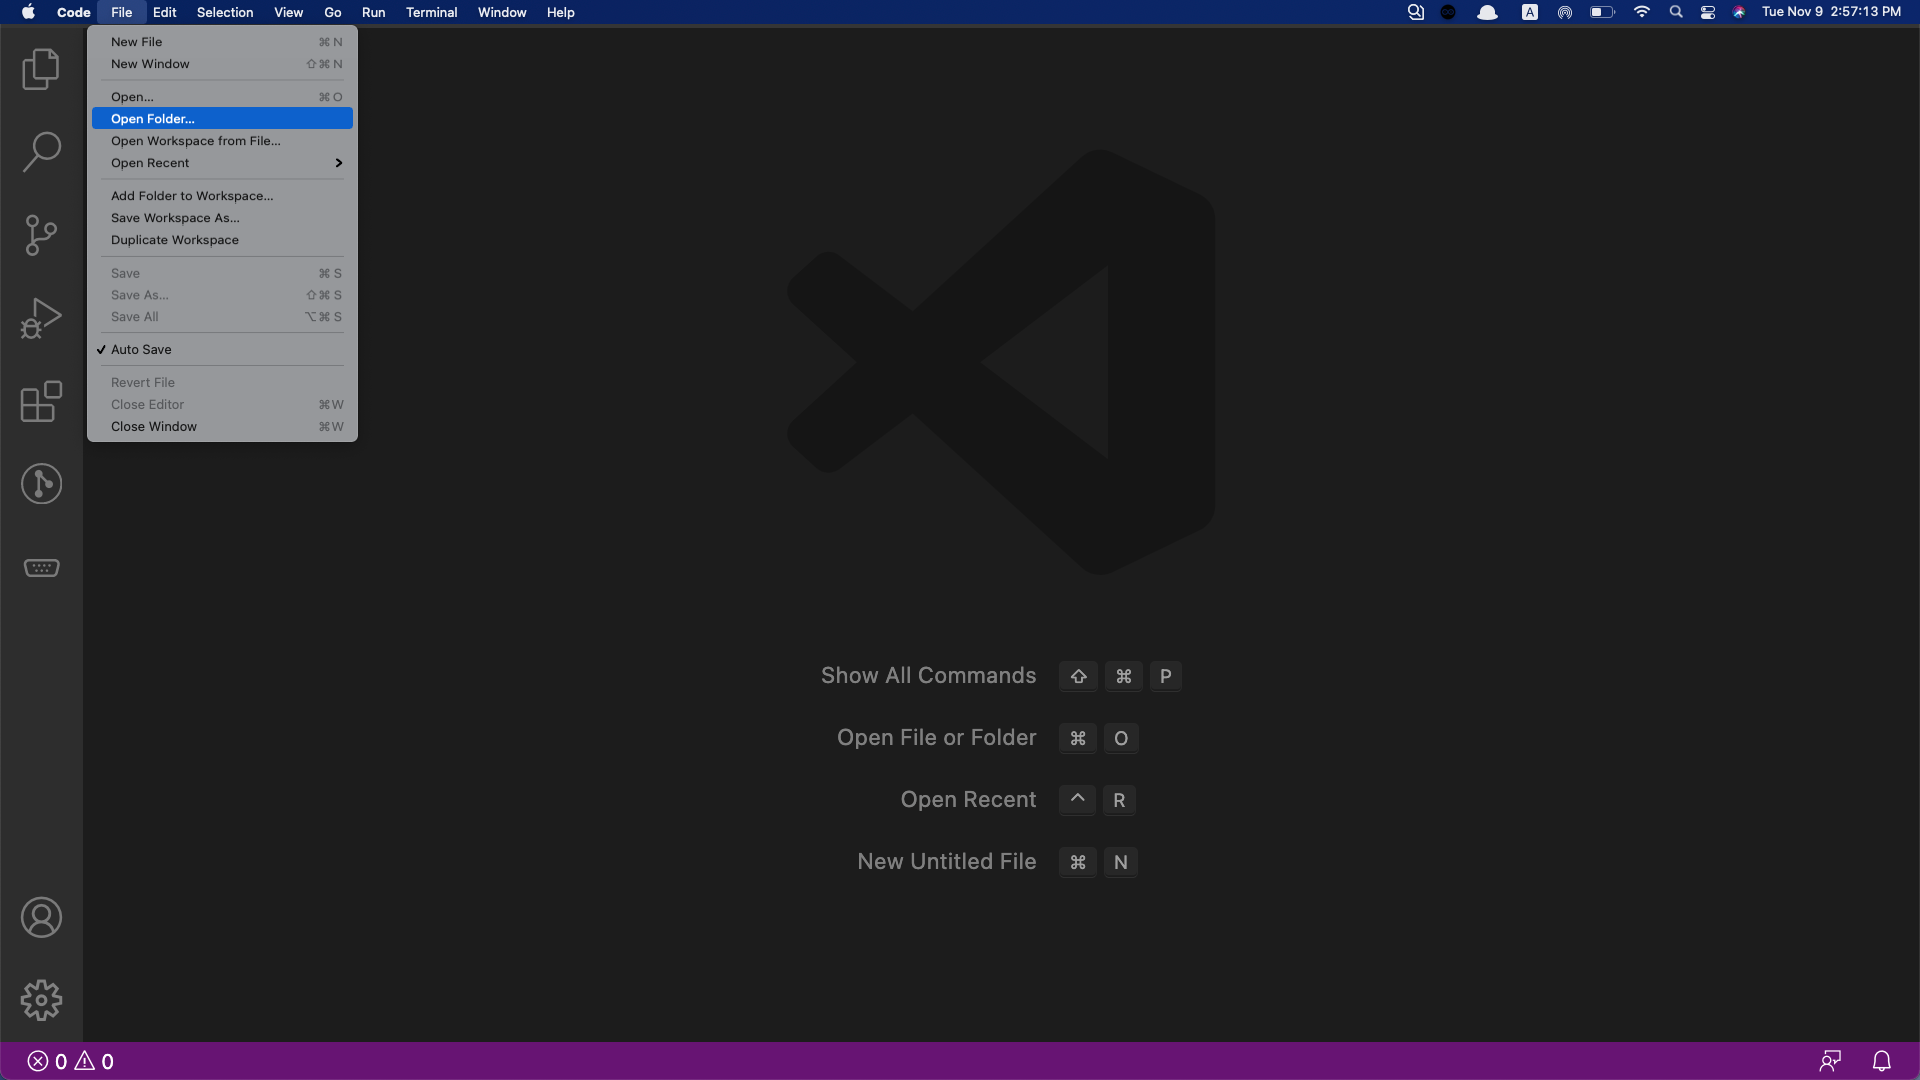 Code File Edit Selection View Go Run Terminal Window Help A Tue Nov 9 2:57:13 PM
New File ⌘ N
New Window ⇧ ⌘ N
Open... ⌘ O
Open Folder...
Open Workspace from File...
Open Recent
Add Folder to Workspace...
Save Workspace As...
Duplicate Workspace
Save ⌘ S
Save As... ⇧ ⌘ S
Save All ⌥ ⌘ S
✓ Auto Save
Revert File
Close Editor ⌘ W
Close Window ⌘ W
Show All Commands ⇧ ⌘ P
Open File or Folder ⌘ O
Open Recent ^ R
New Untitled File ⌘ N
0 0